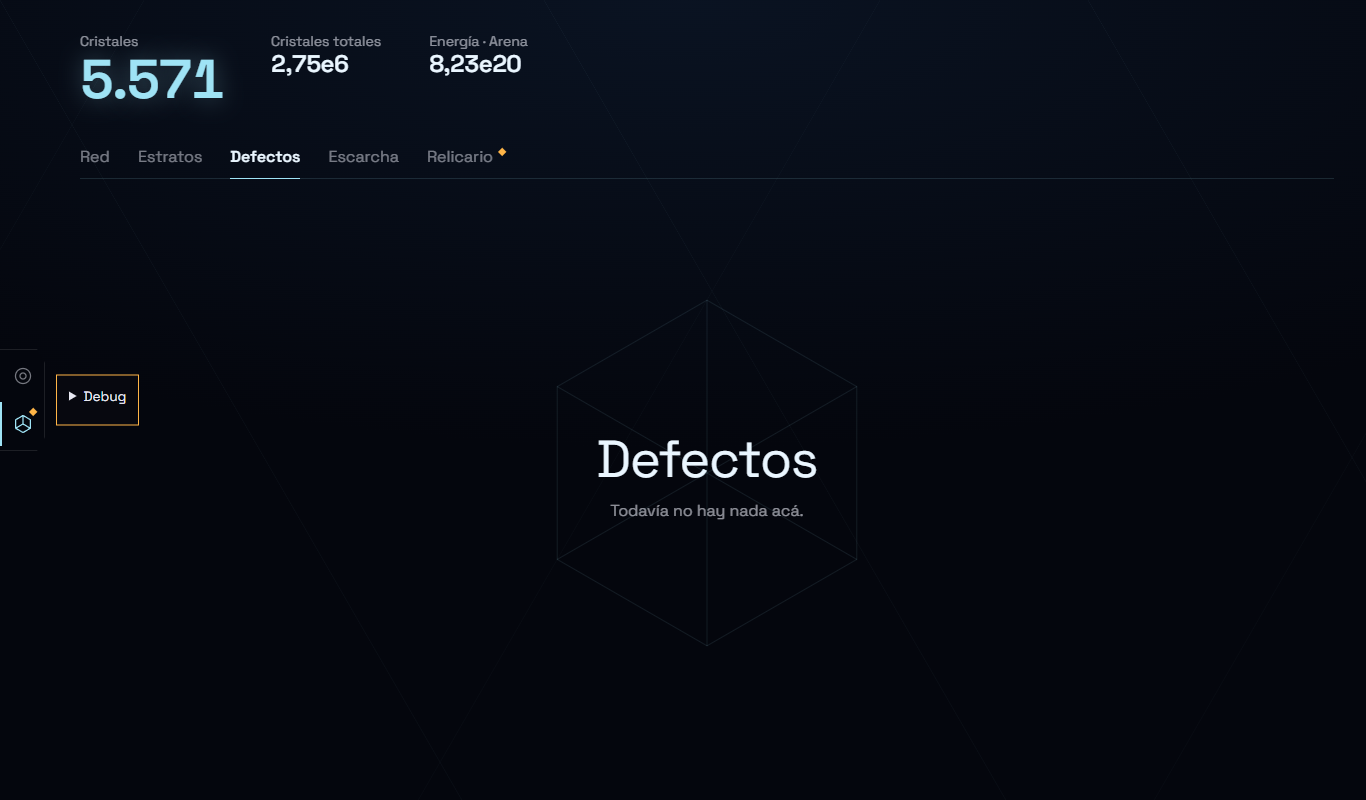 Cristales
5.571
Cristales totales
2,75e6
Energía · Arena
8,23e20
Red
Estratos
Defectos
Escarcha
Relicario
Debug
Defectos
Todavía no hay nada acá.